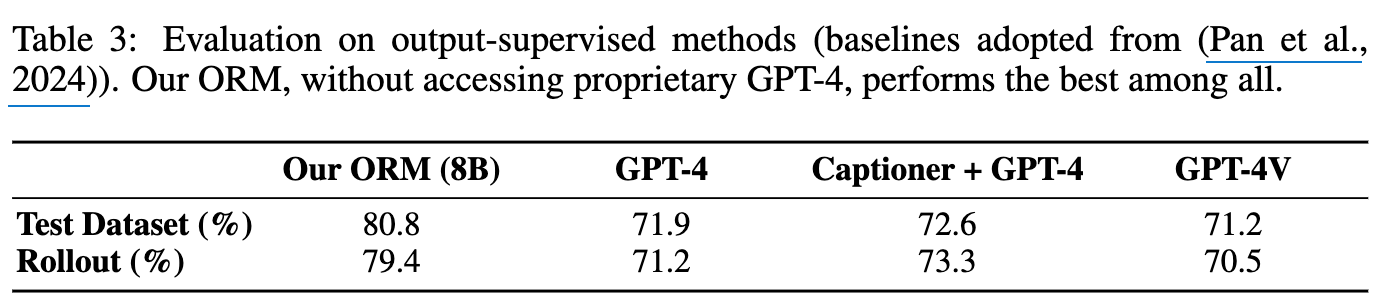 Table 3: Evaluation on output-supervised methods (baselines adopted from (Pan et al.,
2024)). Our ORM, without accessing proprietary GPT-4, performs the best among all.
Our ORM (8B) GPT-4 Captioner + GPT-4 GPT-4V
Test Dataset (%) 80.8 71.9 72.6 71.2
Rollout (%) 79.4 71.2 73.3 70.5